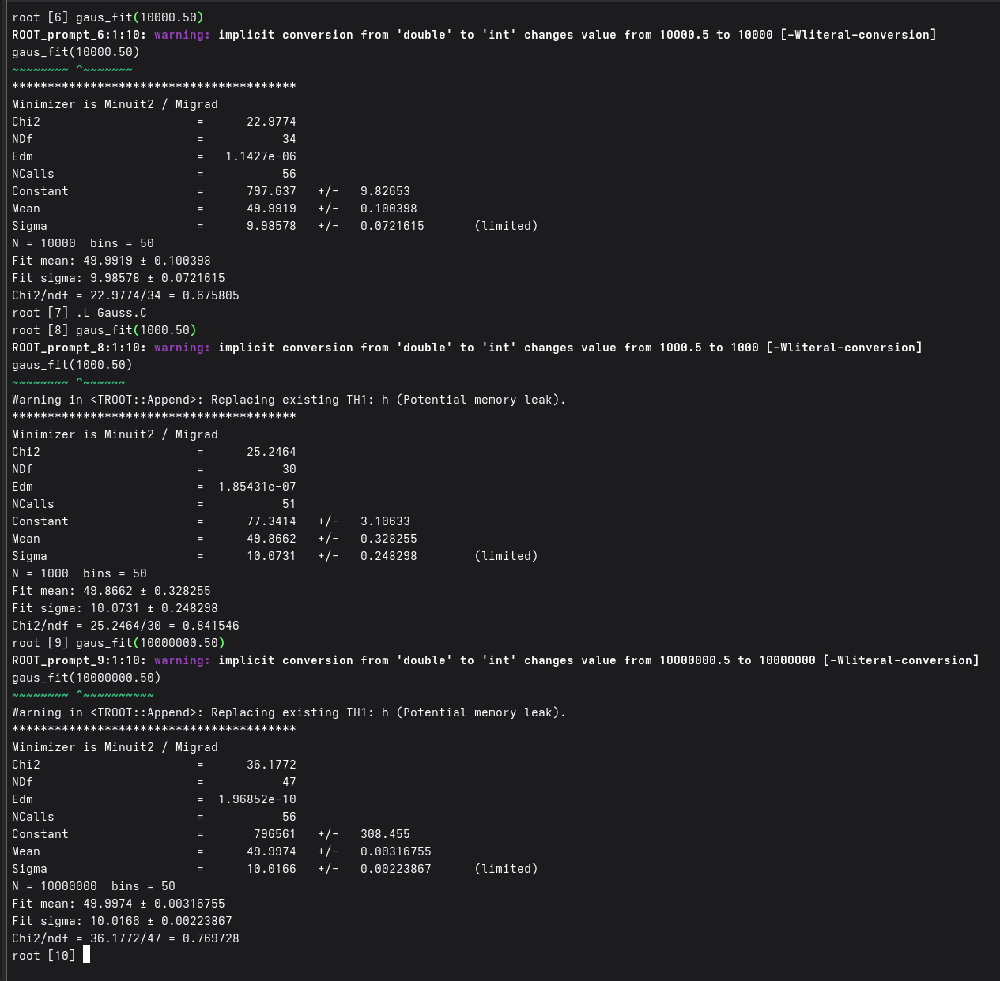 root [6] gaus_fit(10000.50)
ROOT_prompt_6:1:10: warning: implicit conversion from 'double' to 'int' changes value from 10000.5 to 10000 [-Wliteral-conversion]
gaus_fit(10000.50)
~~~~~~~~ ^~~~~~~~
****************************************
Minimizer is Minuit2 / Migrad
Chi2                      =      22.9774
NDf                       =           34
Edm                       =   1.1427e-06
NCalls                    =           56
Constant                  =      797.637   +/-   9.82653
Mean                      =      49.9919   +/-   0.100398
Sigma                     =      9.98578   +/-   0.0721615       (limited)
N = 10000  bins = 50
Fit mean: 49.9919 ± 0.100398
Fit sigma: 9.98578 ± 0.0721615
Chi2/ndf = 22.9774/34 = 0.675805
root [7] .L Gauss.C
root [8] gaus_fit(1000.50)
ROOT_prompt_8:1:10: warning: implicit conversion from 'double' to 'int' changes value from 1000.5 to 1000 [-Wliteral-conversion]
gaus_fit(1000.50)
~~~~~~~~ ^~~~~~~
Warning in <TROOT::Append>: Replacing existing TH1: h (Potential memory leak).
****************************************
Minimizer is Minuit2 / Migrad
Chi2                      =      25.2464
NDf                       =           30
Edm                       =  1.85431e-07
NCalls                    =           51
Constant                  =      77.3414   +/-   3.10633
Mean                      =      49.8662   +/-   0.328255
Sigma                     =      10.0731   +/-   0.248298        (limited)
N = 1000  bins = 50
Fit mean: 49.8662 ± 0.328255
Fit sigma: 10.0731 ± 0.248298
Chi2/ndf = 25.2464/30 = 0.841546
root [9] gaus_fit(10000000.50)
ROOT_prompt_9:1:10: warning: implicit conversion from 'double' to 'int' changes value from 10000000.5 to 10000000 [-Wliteral-conversion]
gaus_fit(10000000.50)
~~~~~~~~ ^~~~~~~~~~~
Warning in <TROOT::Append>: Replacing existing TH1: h (Potential memory leak).
****************************************
Minimizer is Minuit2 / Migrad
Chi2                      =      36.1772
NDf                       =           47
Edm                       =  1.96852e-10
NCalls                    =           56
Constant                  =       796561   +/-   308.455
Mean                      =      49.9974   +/-   0.00316755
Sigma                     =      10.0166   +/-   0.00223867      (limited)
N = 10000000  bins = 50
Fit mean: 49.9974 ± 0.00316755
Fit sigma: 10.0166 ± 0.00223867
Chi2/ndf = 36.1772/47 = 0.769728
root [10]